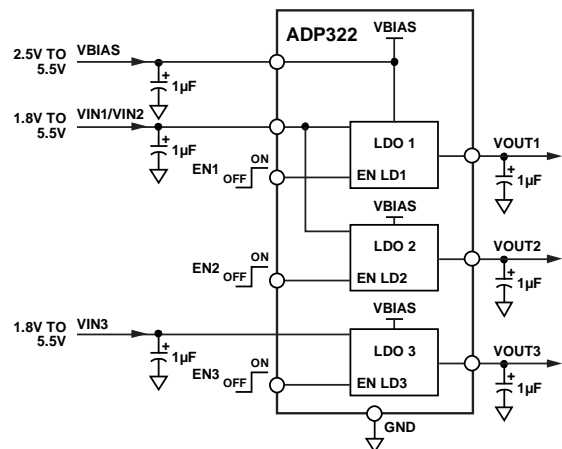 ADP322
VBIAS
2.5V TO
5.5V
VBIAS
+
1µF
1.8V TO
5.5V
VIN1/VIN2
+
1µF
LDO 1
EN LD1
VOUT1
+
1µF
EN1
OFF
ON
VBIAS
LDO 2
EN LD2
VOUT2
+
1µF
EN2
OFF
ON
VBIAS
1.8V TO
5.5V
VIN3
+
1µF
LDO 3
EN LD3
VOUT3
+
1µF
EN3
OFF
ON
GND